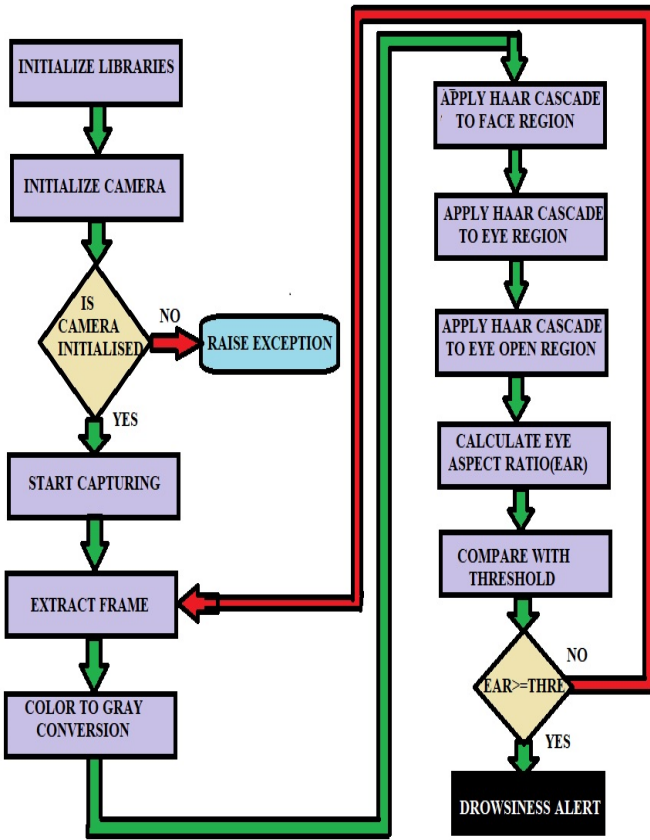 INITIALIZE LIBRARIES
INITIALIZE CAMERA
IS
CAMERA
INITIALISED
NO
RAISE EXCEPTION
YES
START CAPTURING
EXTRACT FRAME
COLOR TO GRAY
CONVERSION
APPLY HAAR CASCADE
TO FACE REGION
APPLY HAAR CASCADE
TO EYE REGION
APPLY HAAR CASCADE
TO EYE OPEN REGION
CALCULATE EYE
ASPECT RATIO(EAR)
COMPARE WITH
THRESHOLD
EAR>=THRE
NO
YES
DROWSINESS ALERT